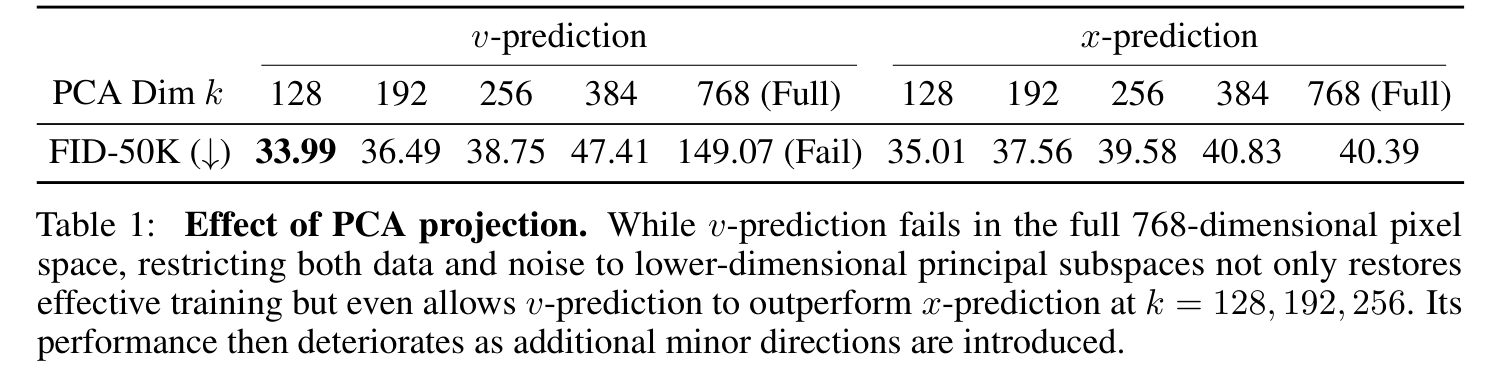 v-prediction x-prediction
PCA Dim k 128 192 256 384 768 (Full) 128 192 256 384 768 (Full)
FID-50K (↓) 33.99 36.49 38.75 47.41 149.07 (Fail) 35.01 37.56 39.58 40.83 40.39
Table 1: Effect of PCA projection. While v-prediction fails in the full 768-dimensional pixel
space, restricting both data and noise to lower-dimensional principal subspaces not only restores
effective training but even allows v-prediction to outperform x-prediction at k = 128, 192, 256. Its
performance then deteriorates as additional minor directions are introduced.